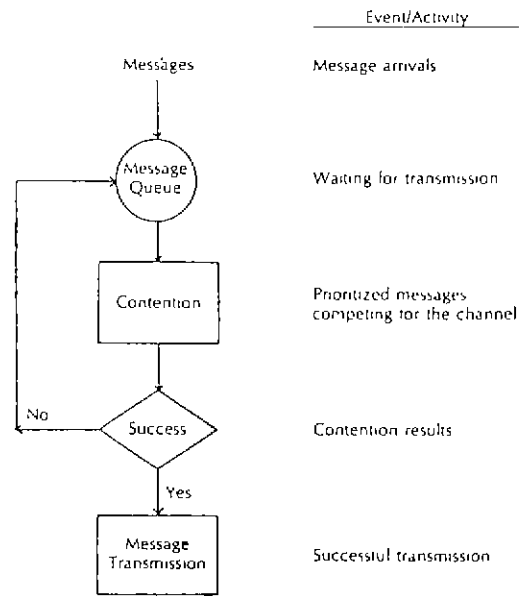 Event/Activity
Messages
Message arrivals
Message
Queue
Waiting for transmission
Contention
Prioritized messages
competing for the channel
No
Success
Contention results
Yes
Message
Transmission
Successful transmission